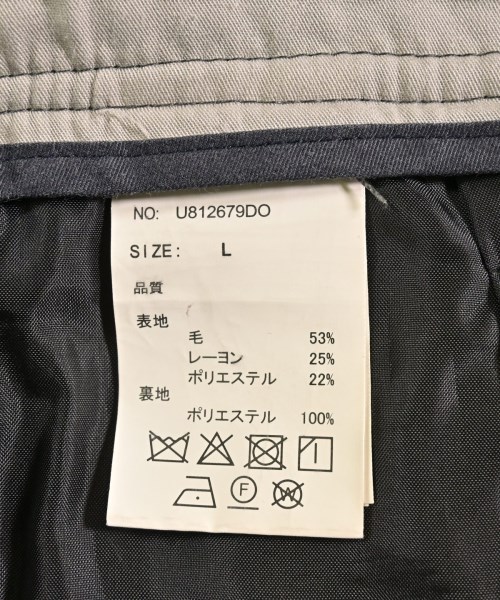 NO: U812679DO
SIZE: L
品質
表地
毛 53%
レーヨン 25%
ポリエステル 22%
裏地
ポリエステル 100%
F W